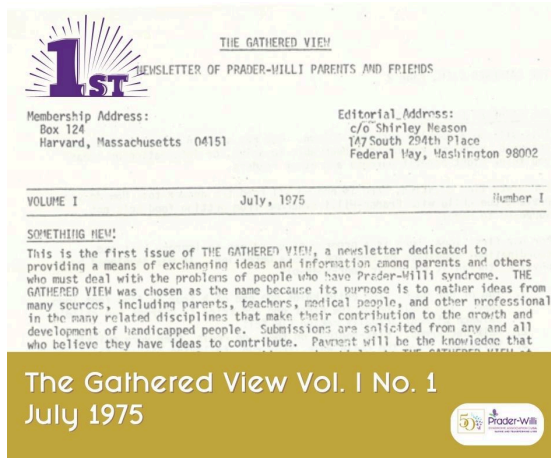 1ST
THE GATHERED VIEW
NEWSLETTER OF PRADER-WILLI PARENTS AND FRIENDS
Membership Address:
Box 124
Harvard, Massachusetts 04151
Editorial Address:
c/o Shirley Neason
147 South 294th Place
Federal Way, Washington 98002
VOLUME I
July, 1975
Number I
SOMETHING NEW!
This is the first issue of THE GATHERED VIEW, a newsletter dedicated to
providing a means of exchanging ideas and information among parents and others
who must deal with the problems of people who have Prader-Willi syndrome. THE
GATHERED VIEW was chosen as the name because its purpose is to gather ideas from
many sources, including parents, teachers, medical people, and other professional
in the many related disciplines that make their contribution to the growth and
development of handicapped people. Submissions are solicited from any and all
who believe they have ideas to contribute. Payment will be the knowledge that
The Gathered View Vol. I No. 1
July 1975
50
Prader-Willi